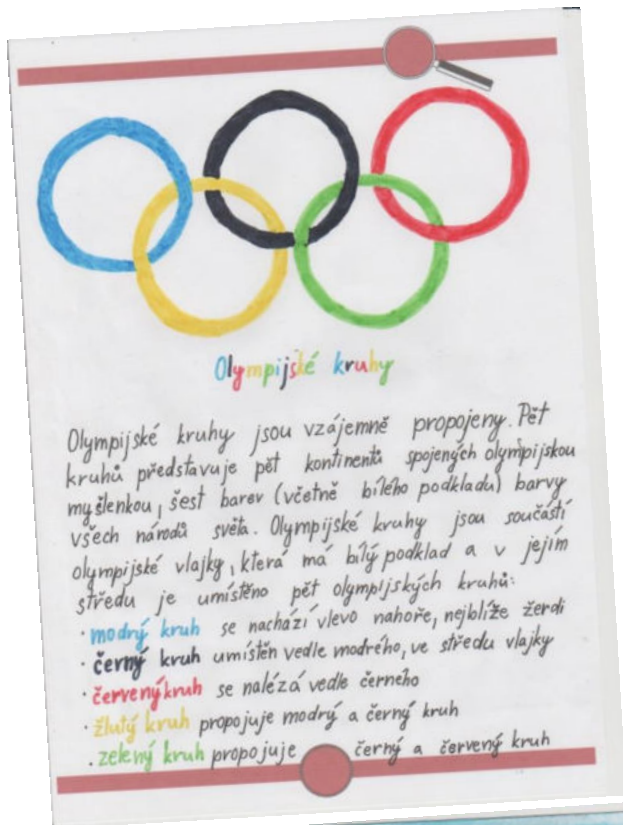 Olympijské kruhy
Olympijské kruhy jsou vzájemně propojeny. Pět
kruhů představuje pět kontinentů spojených olympijskou
myšlenkou, šest barev (včetně bílého podkladu) barvy
všech národů světa. Olympijské kruhy jsou součástí
olympijské vlajky, která má bílý podklad a v jejím
středu je umístěno pět olympijských kruhů:
· modrý kruh se nachází vlevo nahoře, nejblíže žerdi
· černý kruh umístěn vedle modrého, ve středu vlajky
· červený kruh se nalézá vedle černeho
· žlutý kruh propojuje modrý a černý kruh
· zelený kruh propojuje černý a červený kruh